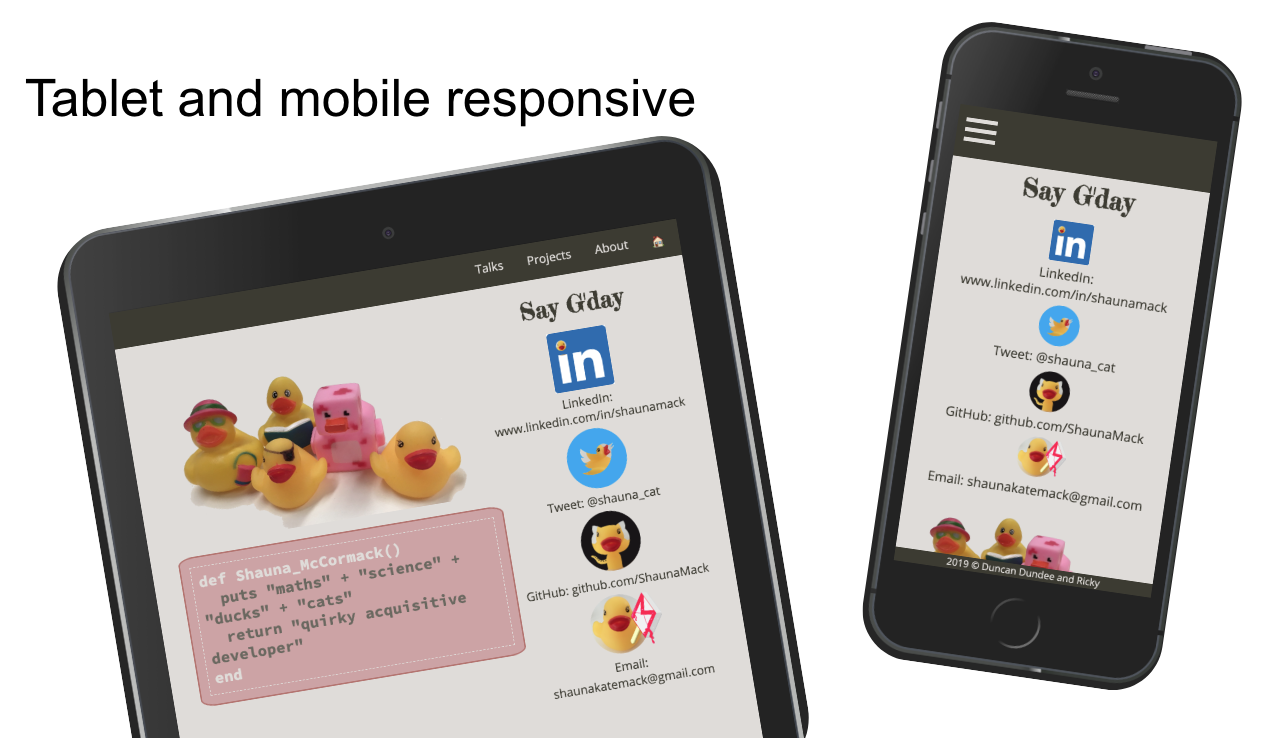 Tablet and mobile responsive
Talks Projects About
Say G'day
in
LinkedIn:
www.linkedin.com/in/shaunamack
Tweet: @shauna_cat
GitHub: github.com/ShaunaMack
Email:
shaunakatemack@gmail.com
def Shauna_McCormack()
puts "maths" + "science" +
"ducks" + "cats"
return "quirky acquisitive
developer"
end
Say G'day
in
LinkedIn:
www.linkedin.com/in/shaunamack
Tweet: @shauna_cat
GitHub: github.com/ShaunaMack
Email: shaunakatemack@gmail.com
2019 © Duncan Dundee and Ricky